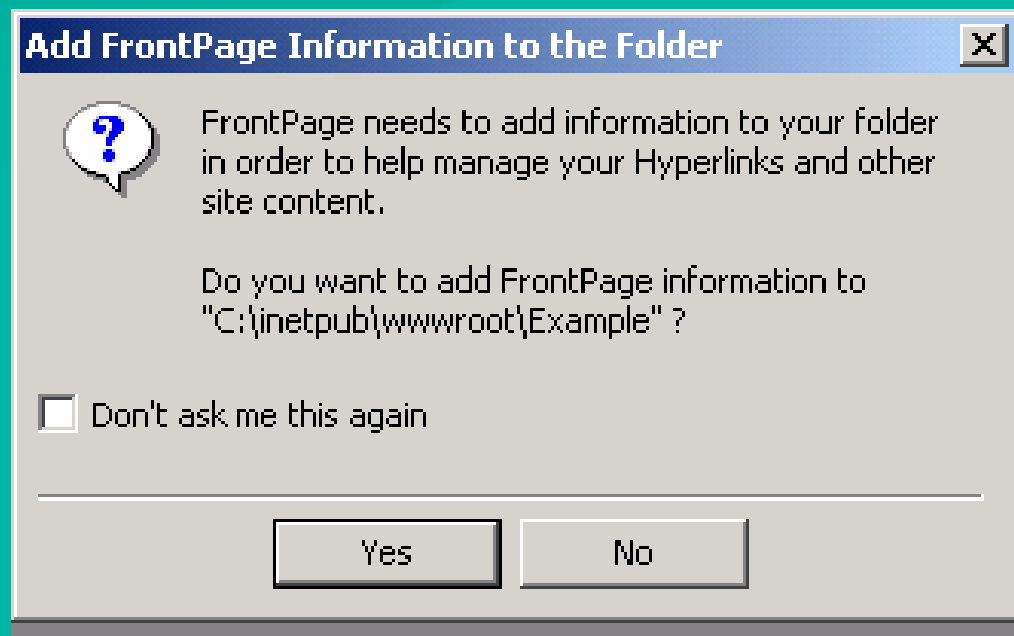 Add FrontPage Information to the Folder
FrontPage needs to add information to your folder
in order to help manage your Hyperlinks and other
site content.
Do you want to add FrontPage information to
"C:\inetpub\wwwroot\Example" ?
Don't ask me this again
Yes
No